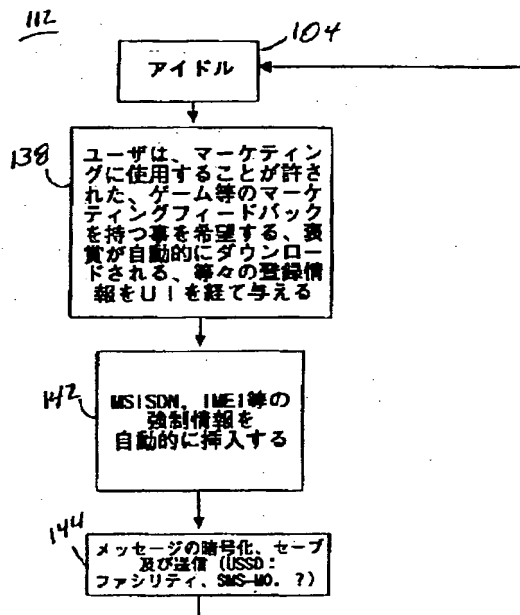 112
104
アイドル
138
ユーザは、マーケティン
グに使用することが許さ
れた、ゲーム等のマーケ
ティングフィードバック
を持つ事を希望する、褒
賞が自動的にダウンロー
ドされる、等々の登録情
報をUIを経て与える
142
MSISDN, IMEI等の
強制情報を
自動的に挿入する
144
メッセージの暗号化、セーブ
及び送信(USSD:
ファシリティ、SMS-MO. ?)